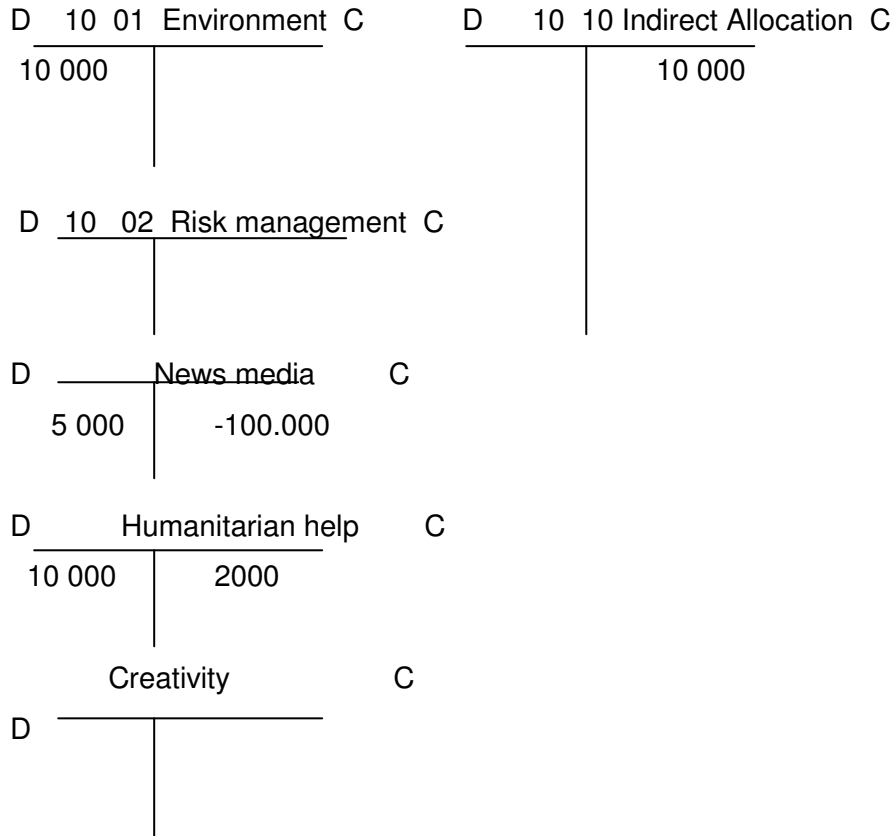 D 10 01 Environment C
10 000
D 10 10 Indirect Allocation C
10 000
D 10 02 Risk management C
D News media C
5 000 -100.000
D Humanitarian help C
10 000 2000
Creativity C
D